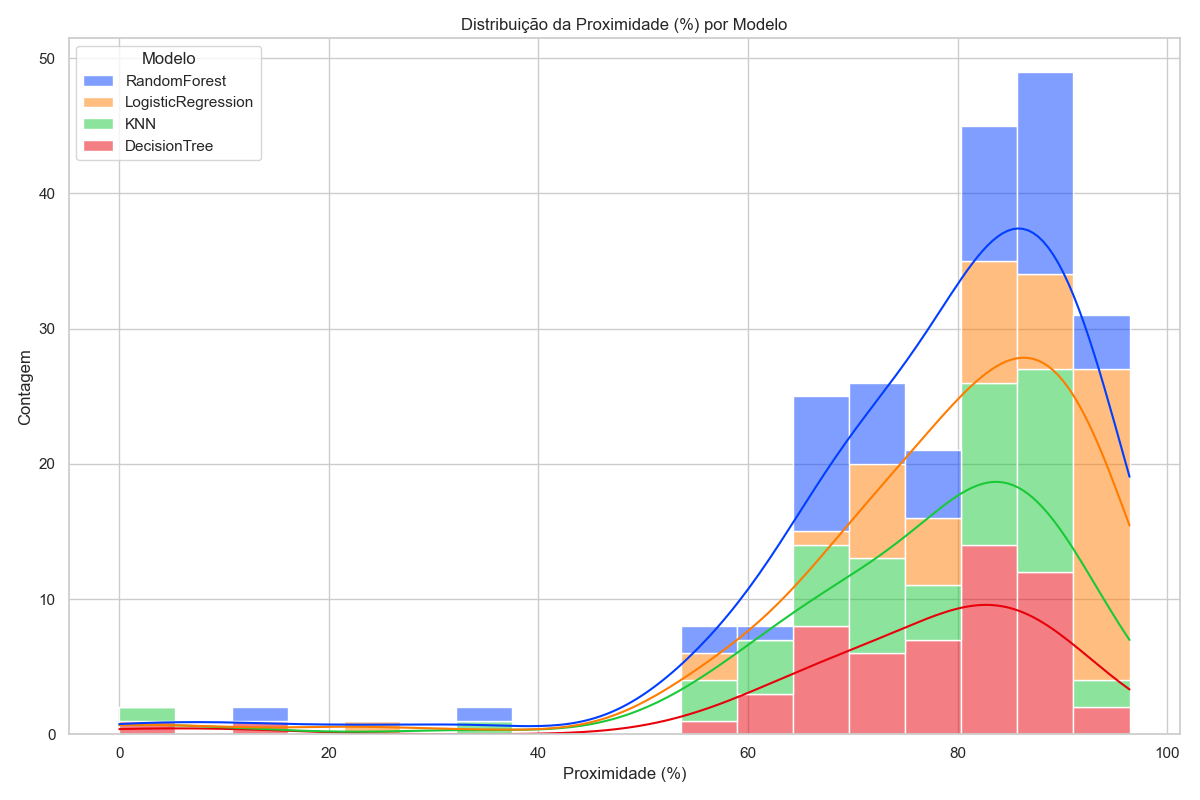 Distribuição da Proximidade (%) por Modelo
Modelo
RandomForest
LogisticRegression
KNN
DecisionTree
50
40
30
20
10
0
Contagem
0 20 40 60 80 100
Proximidade (%)